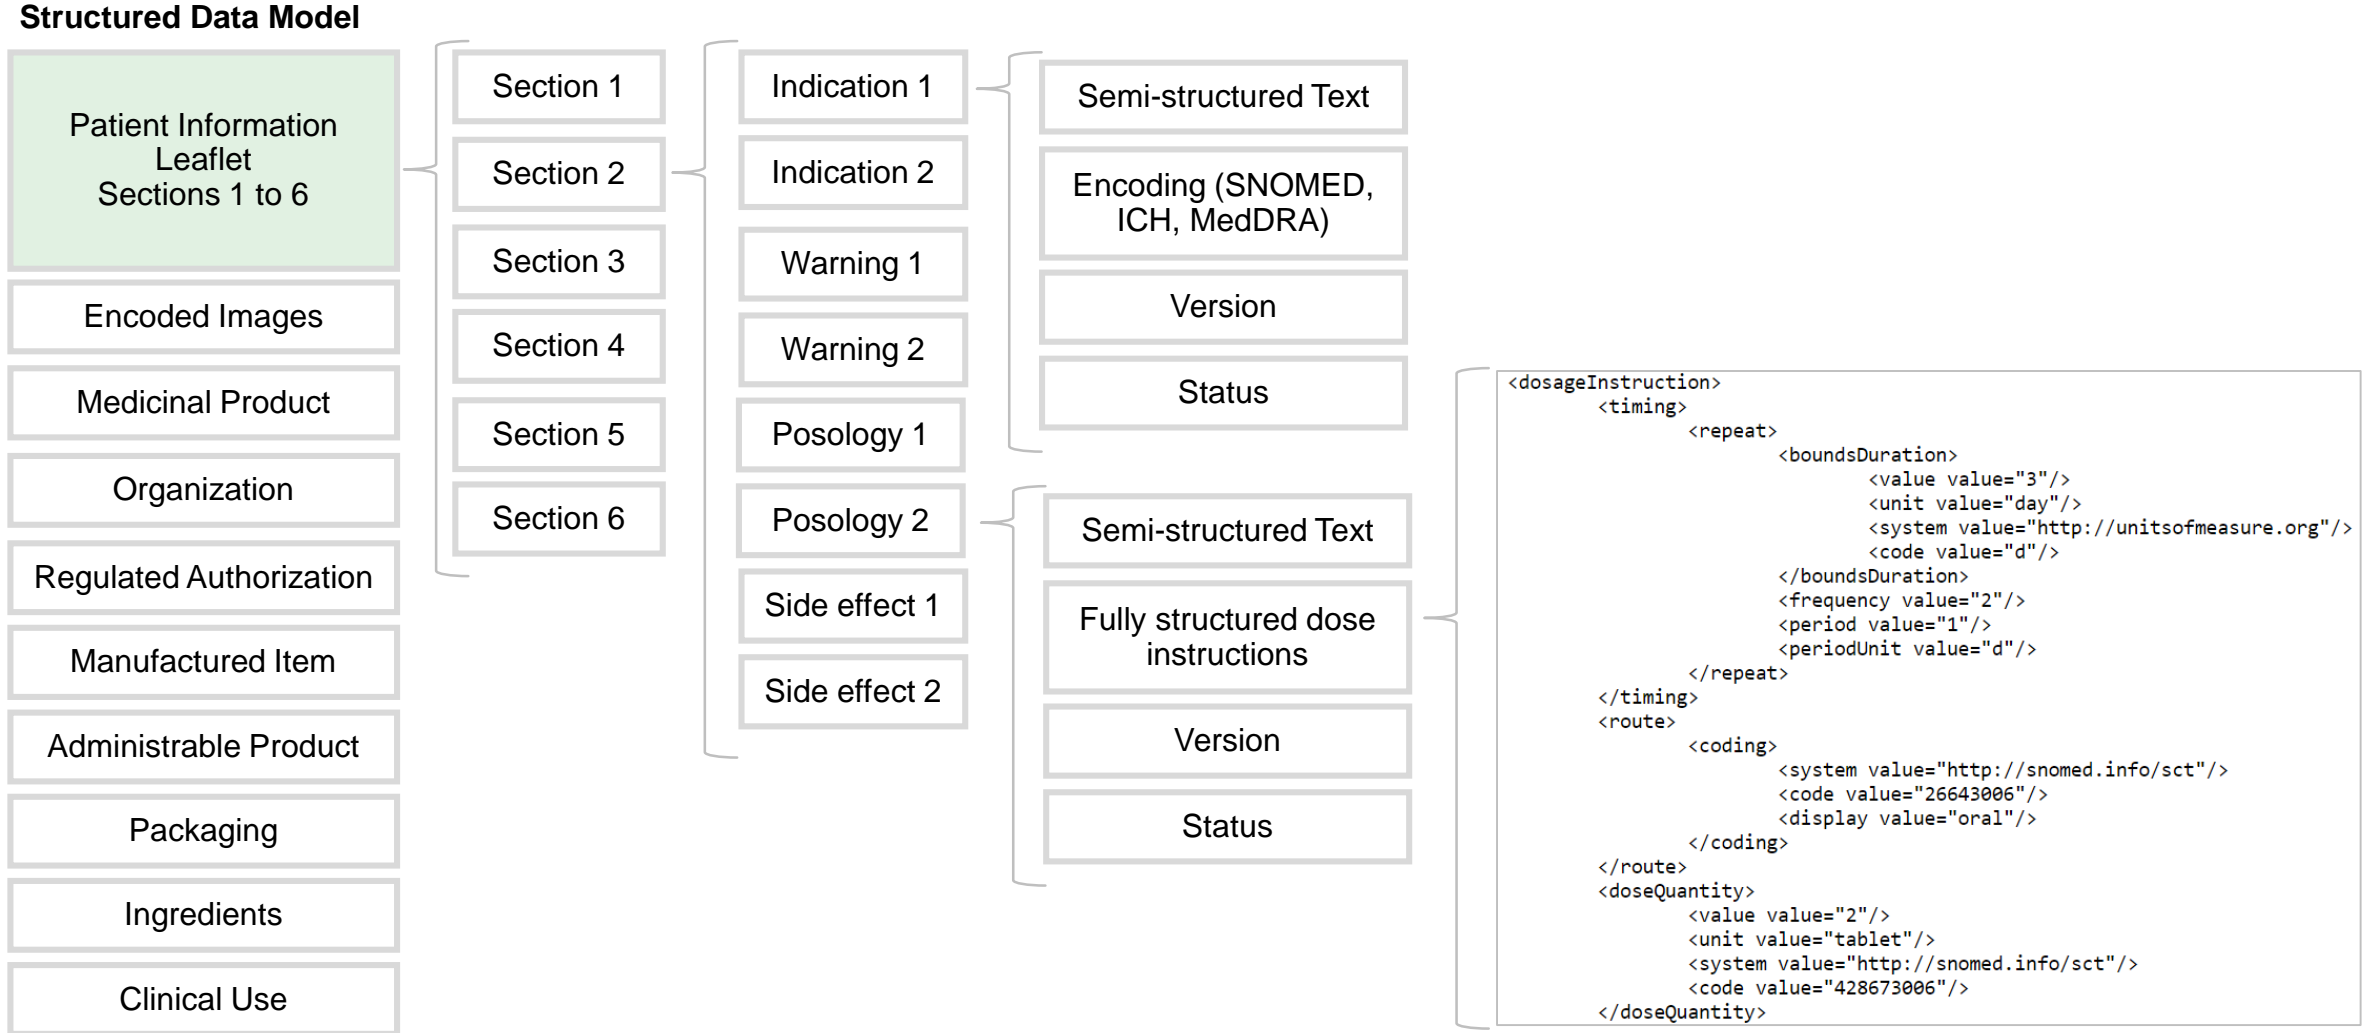 Structured Data Model
Patient Information
Leaflet
Sections 1 to 6
Encoded Images
Medicinal Product
Organization
Regulated Authorization
Manufactured Item
Administrable Product
Packaging
Ingredients
Clinical Use
Section 1
Section 2
Section 3
Section 4
Section 5
Section 6
Indication 1
Indication 2
Warning 1
Warning 2
Posology 1
Posology 2
Side effect 1
Side effect 2
Semi-structured Text
Encoding (SNOMED,
ICH, MedDRA)
Version
Status
Semi-structured Text
Fully structured dose
instructions
Version
Status
<dosageInstruction>
<timing>
<repeat>
<boundsDuration>
<value value="3"/>
<unit value="day"/>
<system value="http://unitsofmeasure.org"/>
<code value="d"/>
</boundsDuration>
<frequency value="2"/>
<period value="1"/>
<periodUnit value="d"/>
</repeat>
</timing>
<route>
<coding>
<system value="http://snomed.info/sct"/>
<code value="26643006"/>
<display value="oral"/>
</coding>
</route>
<doseQuantity>
<value value="2"/>
<unit value="tablet"/>
<system value="http://snomed.info/sct"/>
<code value="428673006"/>
</doseQuantity>